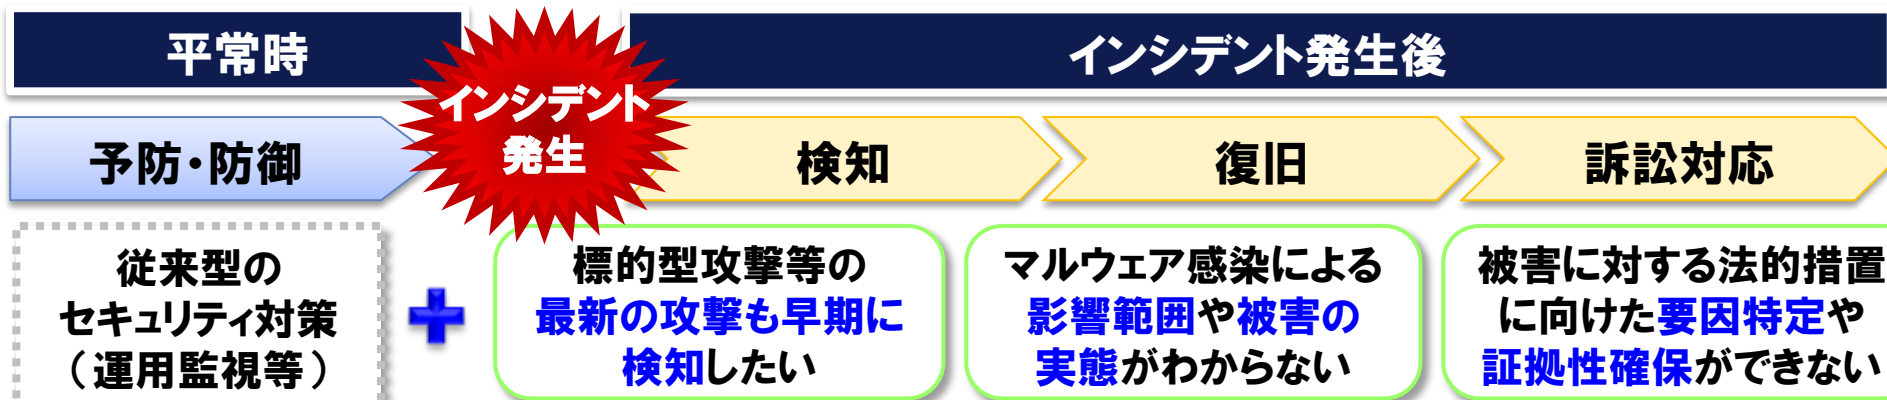 平常時
インシデント発生後
インシデント
発生
予防・防御
検知
復旧
訴訟対応
従来型の
セキュリティ対策
（運用監視等）
標的型攻撃等の
最新の攻撃も早期に
検知したい
マルウェア感染による
影響範囲や被害の
実態がわからない
被害に対する法的措置
に向けた要因特定や
証拠性確保ができない